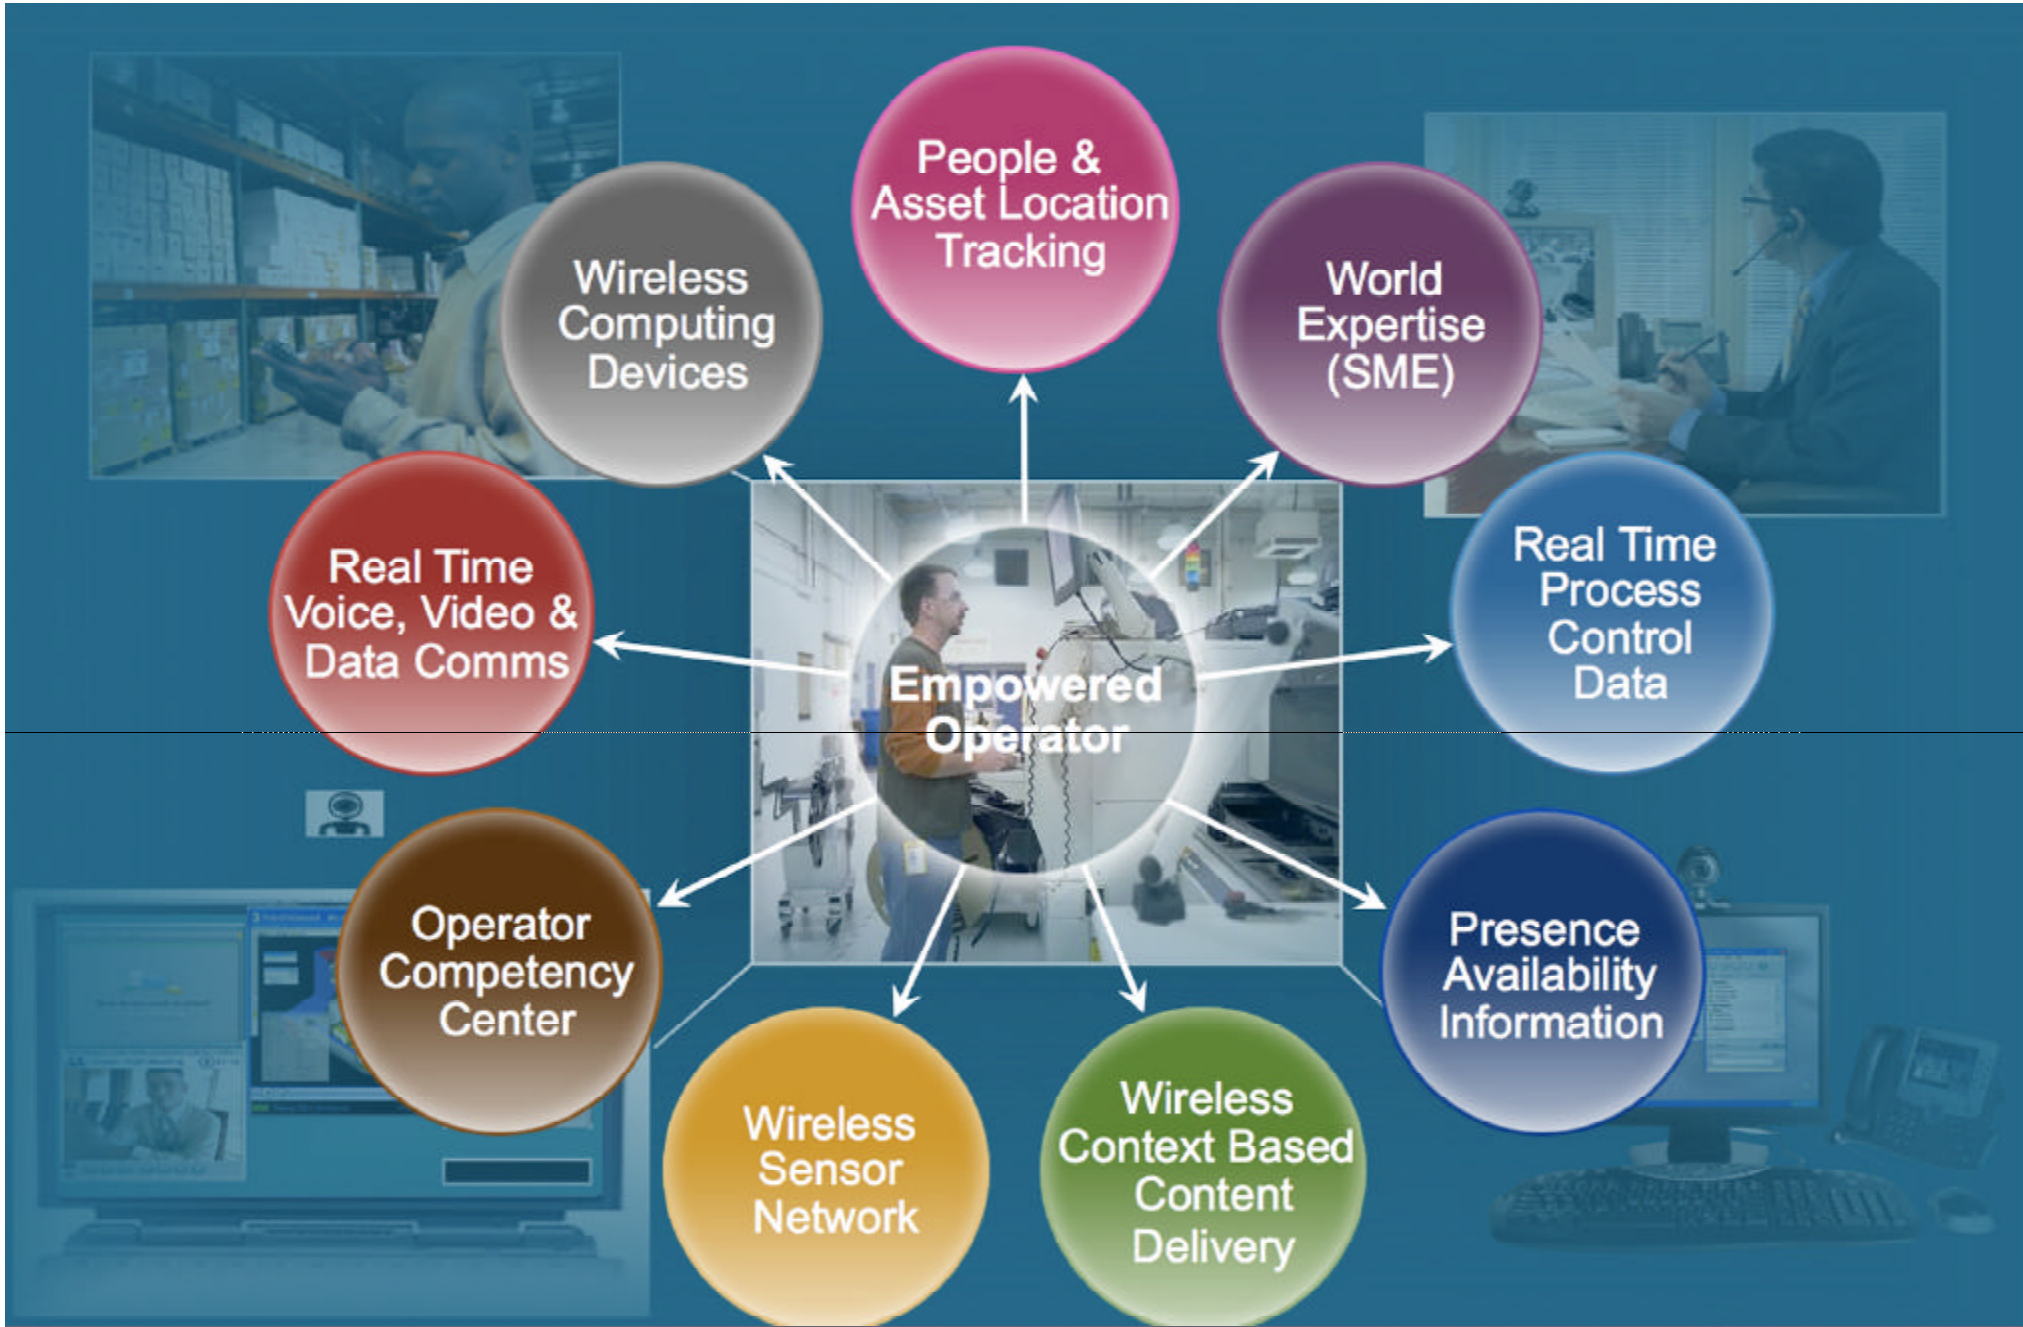 People &
Asset Location
Tracking
Wireless
Computing
Devices
World
Expertise
(SME)
Real Time
Voice, Video &
Data Comms
Real Time
Process
Control
Data
Empowered
Operator
Operator
Competency
Center
Presence
Availability
Information
Wireless
Sensor
Network
Wireless
Context Based
Content
Delivery